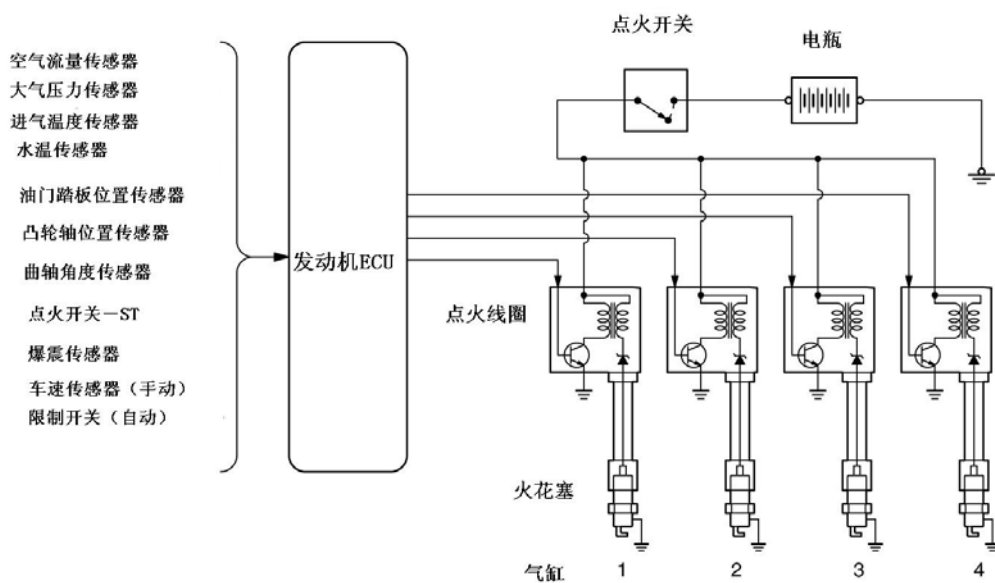 点火开关
电瓶
空气流量传感器
大气压力传感器
进气温度传感器
水温传感器
油门踏板位置传感器
凸轮轴位置传感器
曲轴角度传感器
点火开关－ST
爆震传感器
车速传感器（手动）
限制开关（自动）
发动机ECU
点火线圈
火花塞
气缸 1 2 3 4